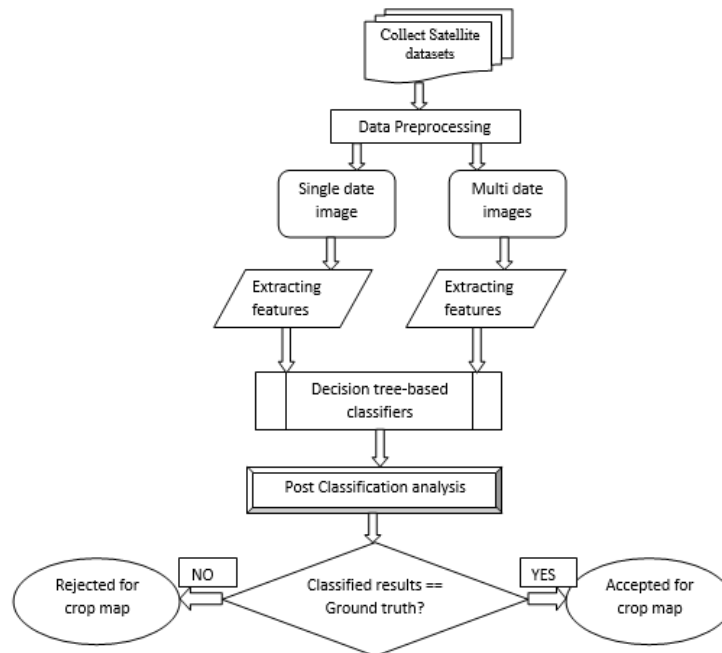 Collect Satellite
datasets
Data Preprocessing
Single date
image
Multi date
images
Extracting
features
Extracting
features
Decision tree-based
classifiers
Post Classification analysis
NO
YES
Rejected for
crop map
Classified results ==
Ground truth?
Accepted for
crop map